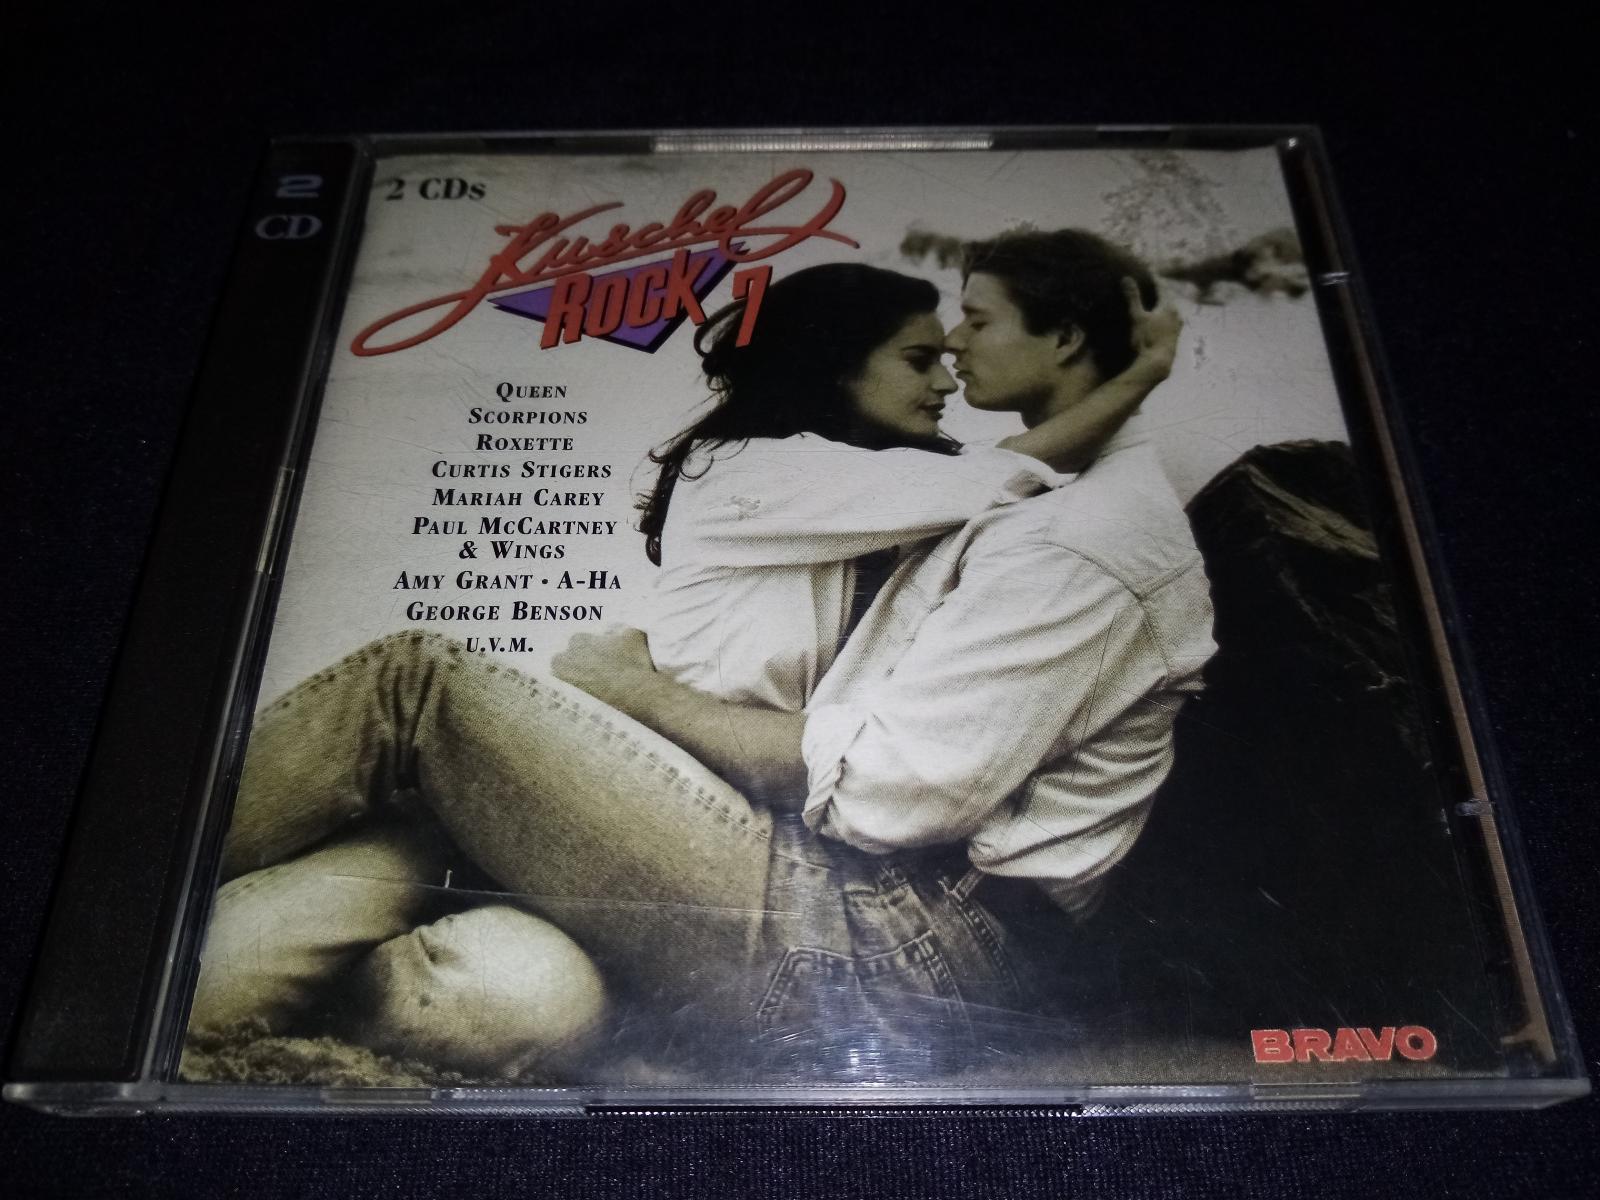 2
CD
2 CDs
Kuschel
ROCK 7
QUEEN
SCORPIONS
ROXETTE
CURTIS STIGERS
MARIAH CAREY
PAUL MCCARTNEY
& WINGS
AMY GRANT • A-HA
GEORGE BENSON
U.V.M.
BRAVO